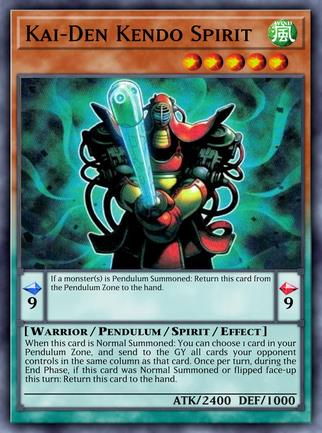 Kai-Den Kendo Spirit
WIND
風
If a monster(s) is Pendulum Summoned: Return this card from
the Pendulum Zone to the hand.
9
9
[ Warrior / Pendulum / Spirit / Effect ]
When this card is Normal Summoned: You can choose 1 card in your
Pendulum Zone, and send to the GY all cards your opponent
controls in the same column as that card. Once per turn, during the
End Phase, if this card was Normal Summoned or flipped face-up
this turn: Return this card to the hand.
ATK/2400 DEF/1000